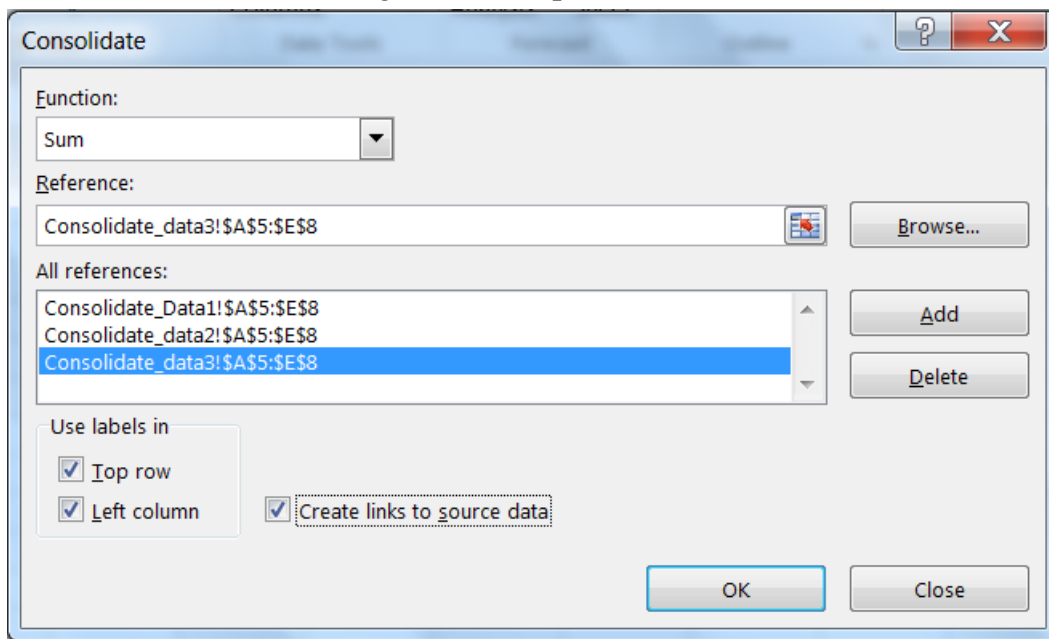 Consolidate
Function:
Sum
Reference:
Consolidate_data3!$A$5:$E$8
Browse...
All references:
Consolidate_Data1!$A$5:$E$8
Consolidate_data2!$A$5:$E$8
Consolidate_data3!$A$5:$E$8
Add
Delete
Use labels in
Top row
Left column
Create links to source data
OK
Close